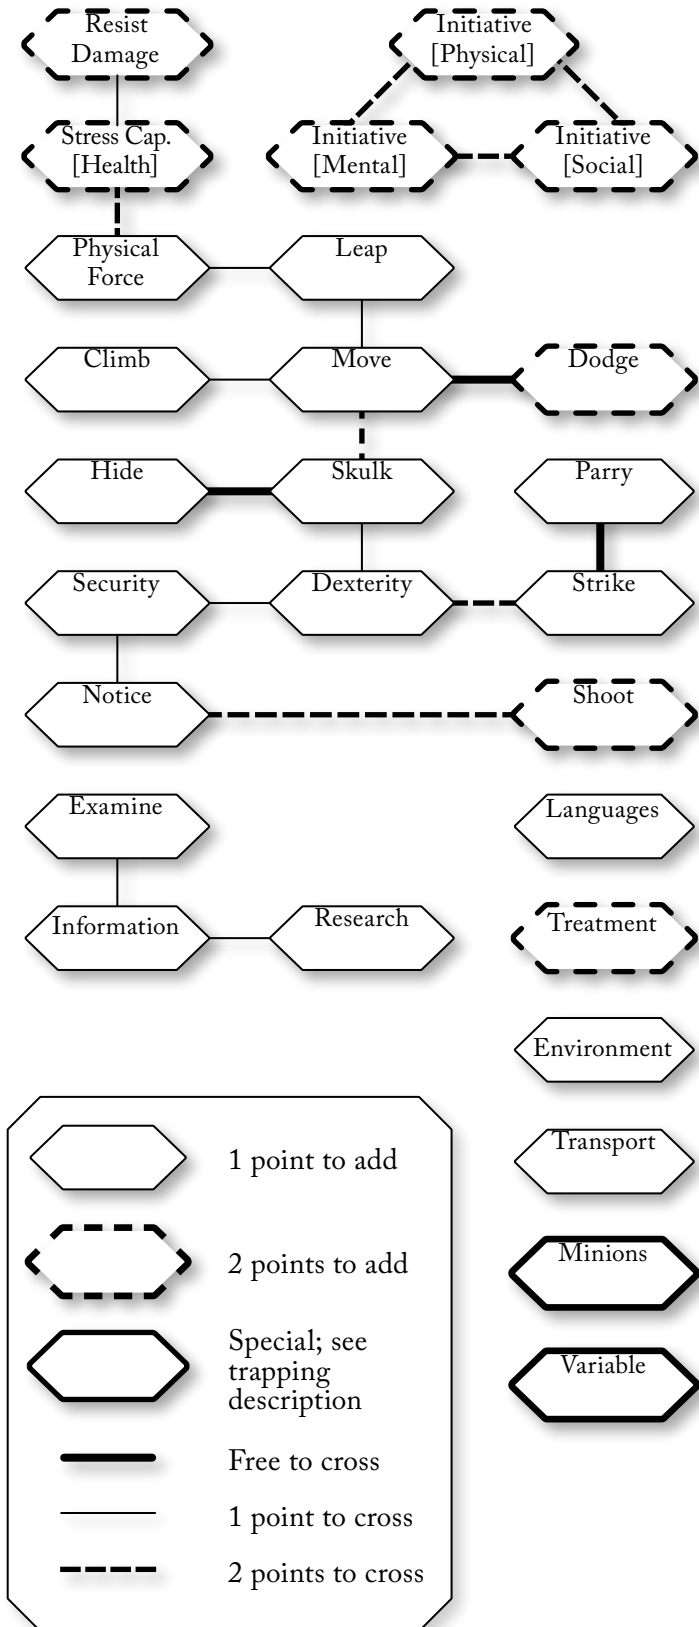 Resist
Damage
Initiative
[Physical]
Stress Cap.
[Health]
Initiative
[Mental]
Initiative
[Social]
Physical
Force
Leap
Climb
Move
Dodge
Hide
Skulk
Parry
Security
Dexterity
Strike
Notice
Shoot
Examine
Languages
Information
Research
Treatment
Environment
Transport
Minions
Variable
1 point to add
2 points to add
Special; see
trapping
description
Free to cross
1 point to cross
2 points to cross